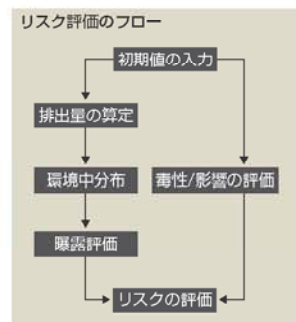 リスク評価のフロー
初期値の入力
排出量の算定
環境中分布
毒性/影響の評価
曝露評価
リスクの評価